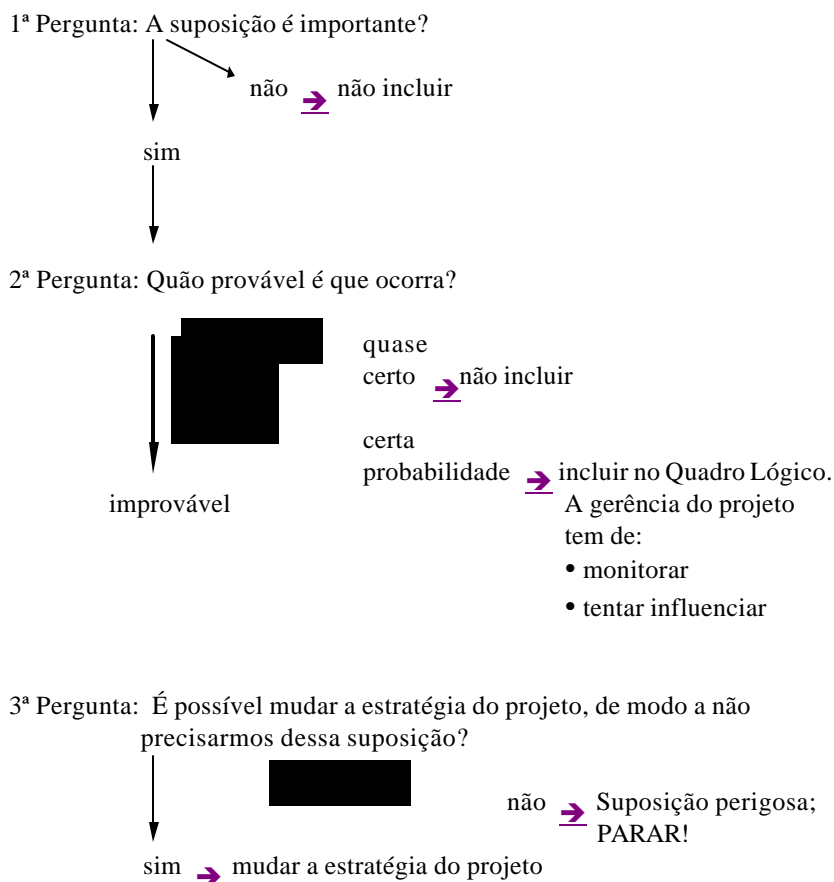 1ª Pergunta: A suposição é importante?
não ➔ não incluir
sim
2ª Pergunta: Quão provável é que ocorra?
quase
certo ➔ não incluir
certa
probabilidade ➔ incluir no Quadro Lógico.
improvável
A gerência do projeto
tem de:
• monitorar
• tentar influenciar
3ª Pergunta: É possível mudar a estratégia do projeto, de modo a não
precisarmos dessa suposição?
não ➔ Suposição perigosa;
PARAR!
sim ➔ mudar a estratégia do projeto